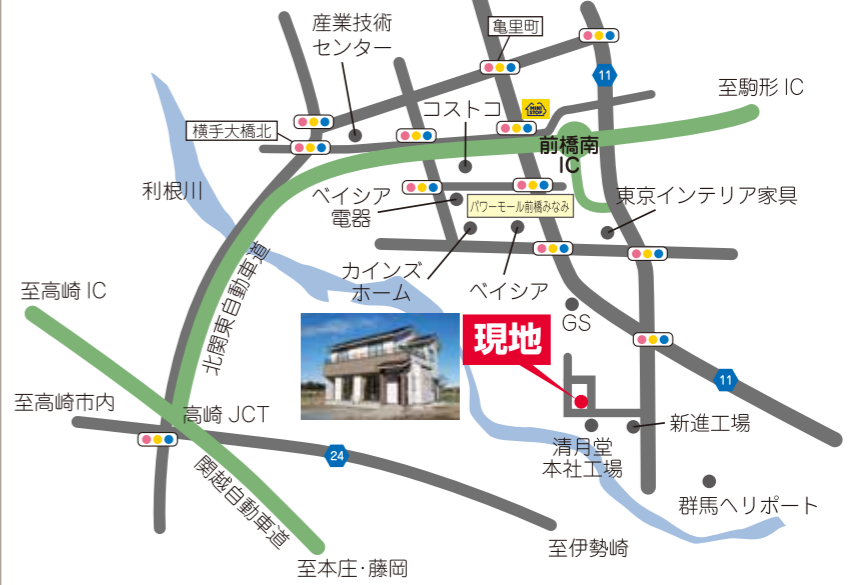 産業技術
センター
亀里町
11
至駒形 IC
コストコ
MINI
STOP
横手大橋北
前橋南
IC
利根川
ベイシア
電器
パワーモール前橋みなみ
東京インテリア家具
北関東自動車道
カインズ
ホーム
ベイシア
至高崎 IC
GS
現地
11
至高崎市内
高崎 JCT
新進工場
清月堂
本社工場
24
関越自動車道
群馬ヘリポート
至伊勢崎
至本庄・藤岡